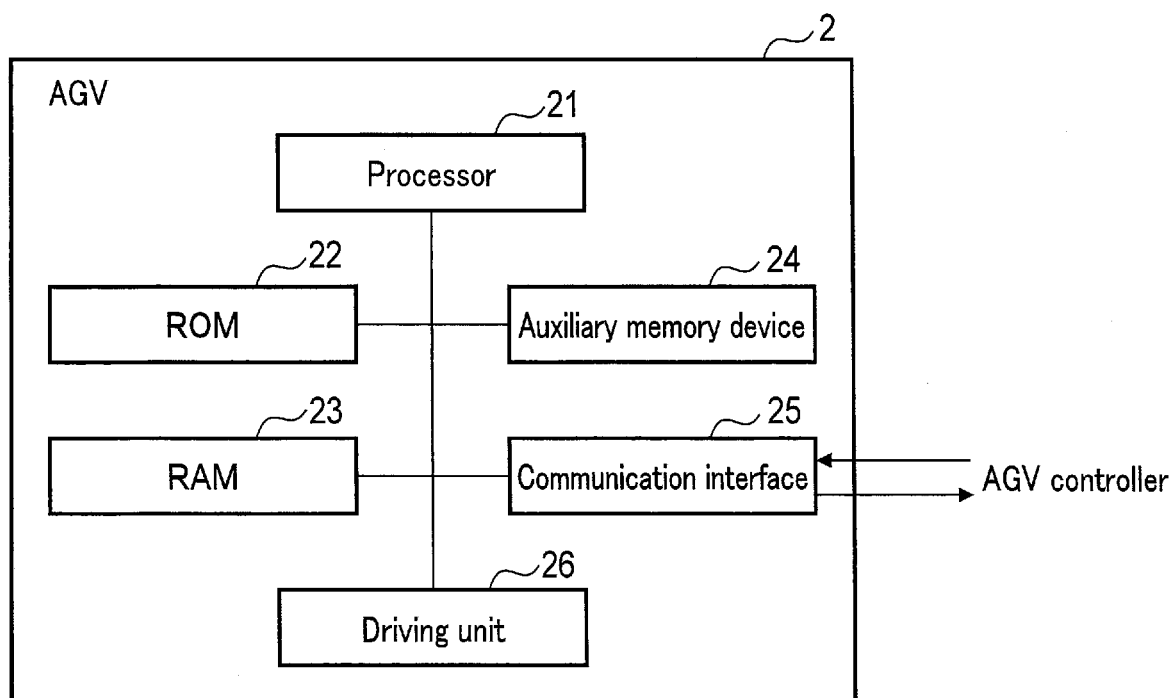 2
AGV
21
Processor
22
ROM
24
Auxiliary memory device
23
RAM
25
Communication interface
AGV controller
26
Driving unit